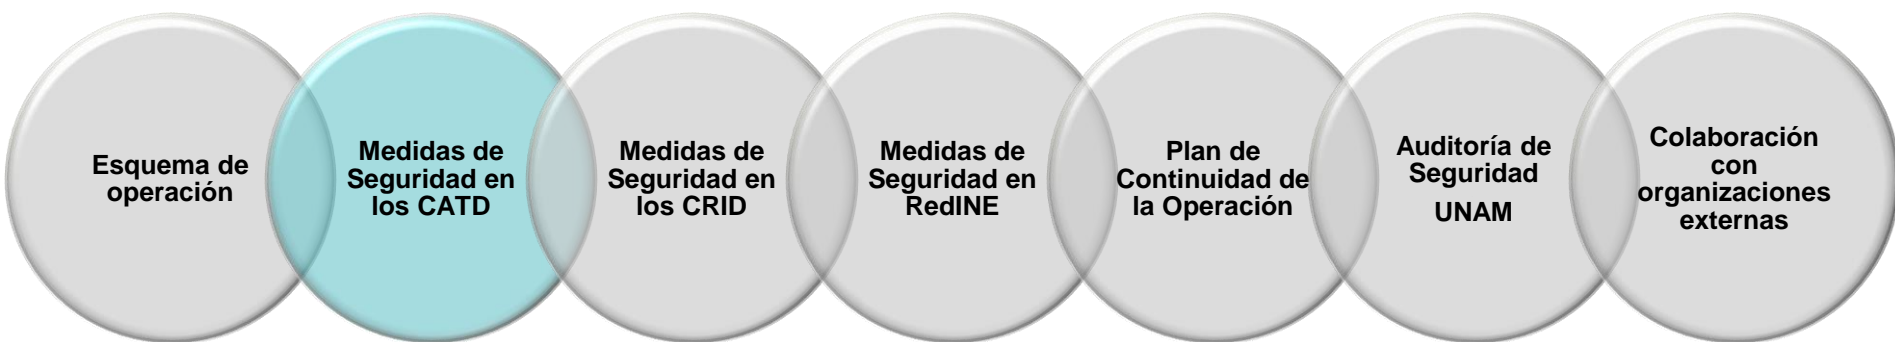 Esquema de
operación
Medidas de
Seguridad en
los CATD
Medidas de
Seguridad en
los CRID
Medidas de
Seguridad en
RedINE
Plan de
Continuidad de
la Operación
Auditoría de
Seguridad
UNAM
Colaboración
con
organizaciones
externas